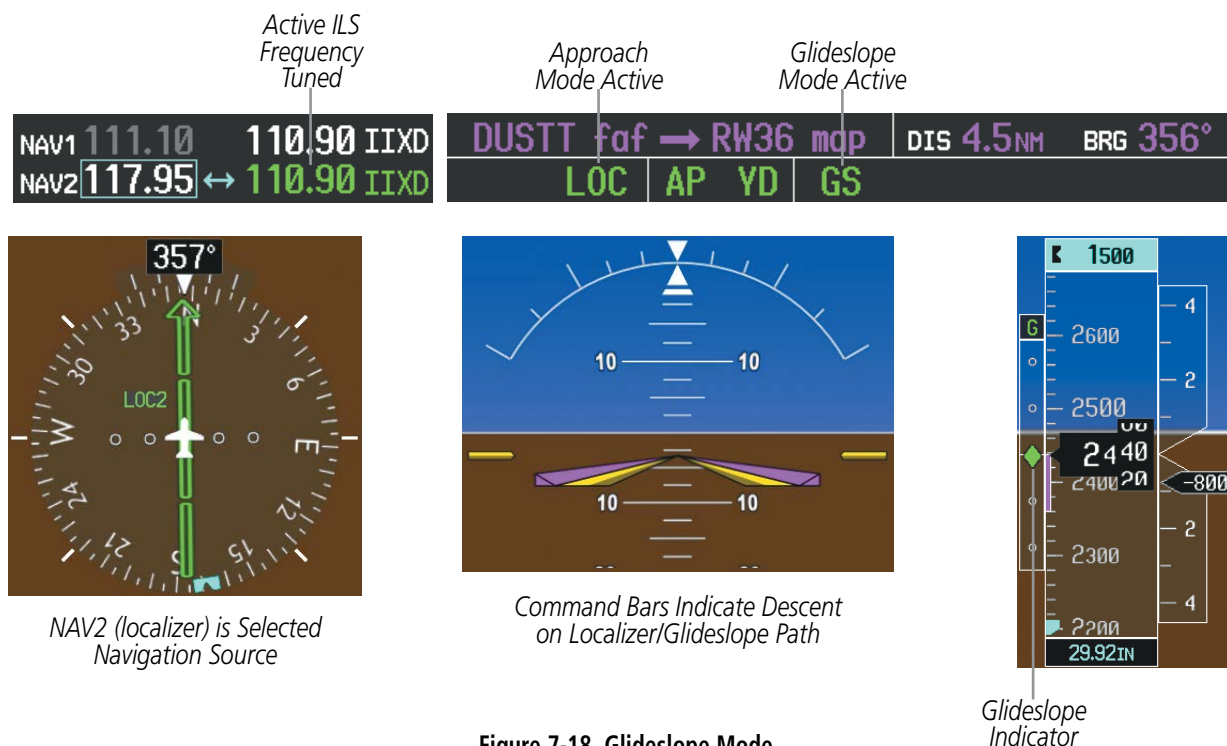 Active ILS
Frequency
Tuned
Approach
Mode Active
Glideslope
Mode Active
NAV1 111.10 110.90 IIXD
NAV2 117.95 ↔ 110.90 IIXD
DUSTT faf → RW36 map DIS 4.5NM BRG 356°
LOC AP YD GS
357°
N
33 3
30 6
LOC2
W E
24 12
21 15
S
10 10
10 10
1500
4
G
2600
2
2500
00
2440
20
2400
-800
2
2300
4
2200
29.92IN
NAV2 (localizer) is Selected
Navigation Source
Command Bars Indicate Descent
on Localizer/Glideslope Path
Glideslope
Indicator
Figure 7-18 Glideslope Mode